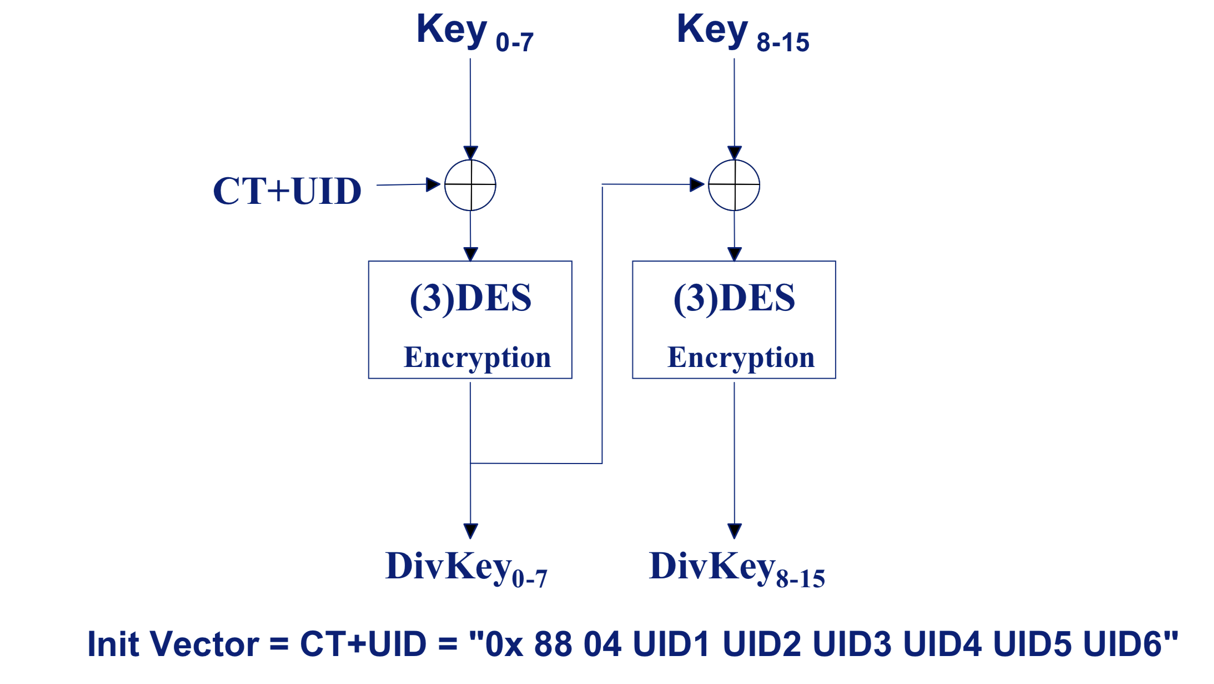 Key 0-7 Key 8-15
CT+UID
(3)DES (3)DES
Encryption Encryption
DivKey0-7 DivKey8-15
Init Vector = CT+UID = "0x 88 04 UID1 UID2 UID3 UID4 UID5 UID6"